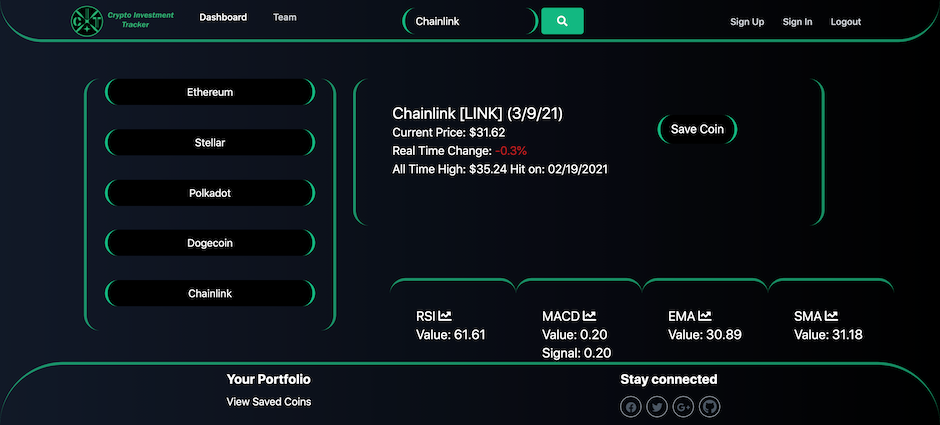 Crypto Investment
Tracker
Dashboard
Team
Chainlink
Sign Up
Sign In
Logout
Ethereum
Stellar
Polkadot
Dogecoin
Chainlink
Chainlink [LINK] (3/9/21)
Current Price: $31.62
Real Time Change: -0.3%
All Time High: $35.24 Hit on: 02/19/2021
Save Coin
RSI
Value: 61.61
MACD
Value: 0.20
Signal: 0.20
EMA
Value: 30.89
SMA
Value: 31.18
Your Portfolio
View Saved Coins
Stay connected